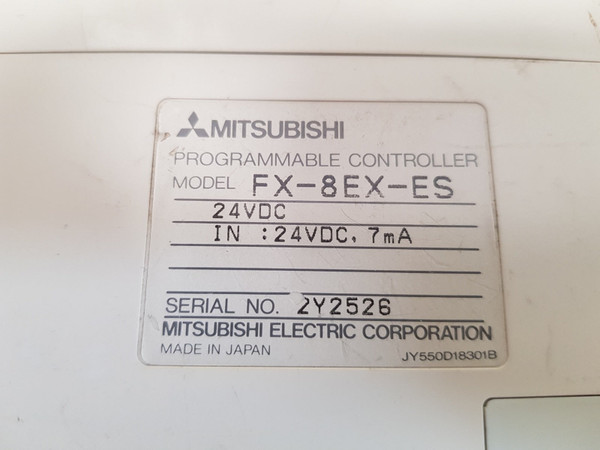 MITSUBISHI
PROGRAMMABLE CONTROLLER
MODEL FX-8EX-ES
24VDC
IN :24VDC, 7mA
SERIAL NO. 2Y2526
MITSUBISHI ELECTRIC CORPORATION
MADE IN JAPAN JY550D18301B